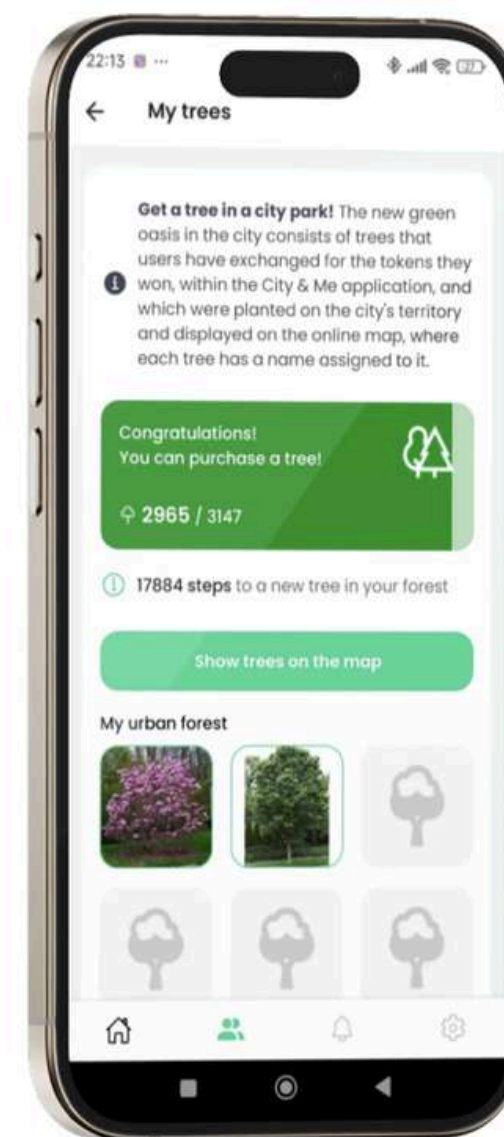 22:13 ...
27
My trees
Get a tree in a city park! The new green
oasis in the city consists of trees that
users have exchanged for the tokens they
won, within the City & Me application, and
which were planted on the city's territory
and displayed on the online map, where
each tree has a name assigned to it.
Congratulations!
You can purchase a tree!
2965 / 3147
17884 steps to a new tree in your forest
Show trees on the map
My urban forest